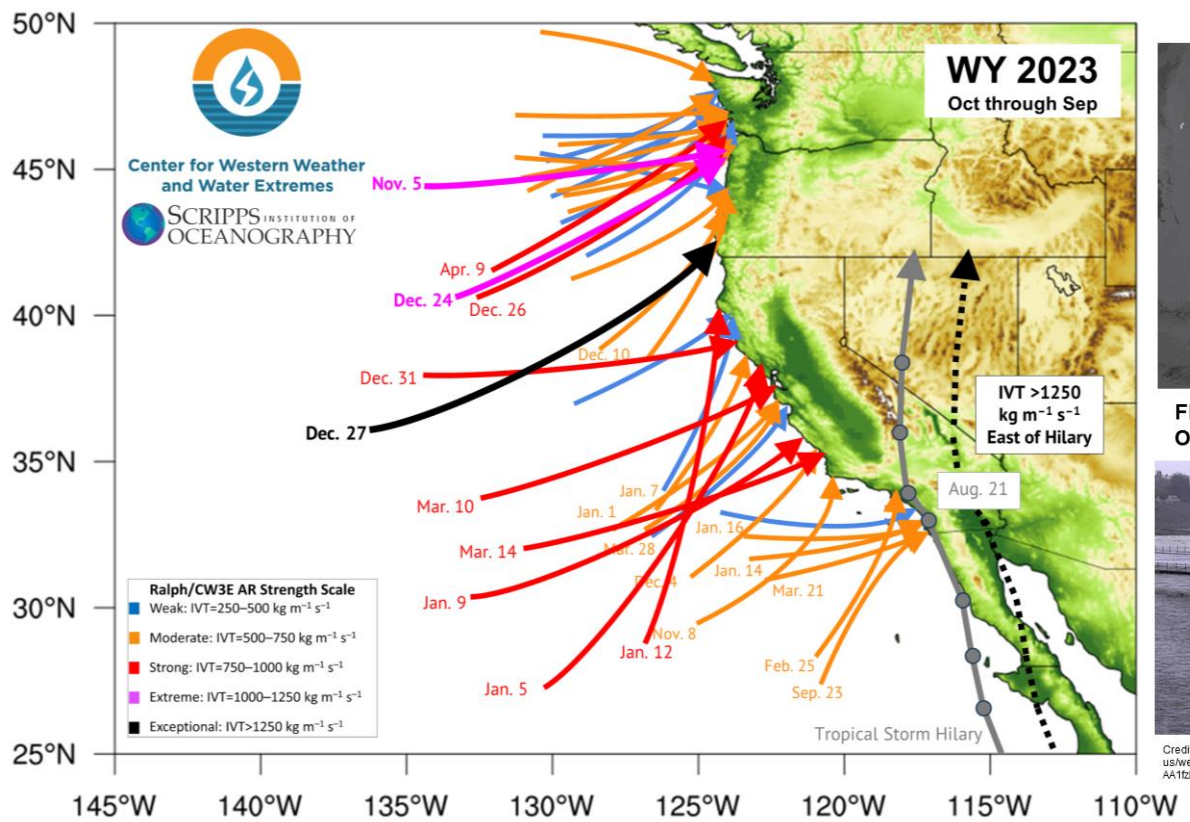 50°N
45°N
40°N
35°N
30°N
25°N
145°W
140°W
135°W
130°W
125°W
120°W
115°W
110°W
WY 2023
Oct through Sep
Center for Western Weather
and Water Extremes
SCRIPPS INSTITUTION OF
OCEANOGRAPHY
Nov. 5
Apr. 9
Dec. 24
Dec. 26
Dec. 10
Dec. 31
Dec. 27
IVT >1250
kg m⁻¹ s⁻¹
East of Hilary
Aug. 21
Mar. 10
Jan. 7
Jan. 1
Mar. 14
Mar. 28
Jan. 16
Jan. 14
Dec. 4
Mar. 21
Jan. 9
Nov. 8
Jan. 12
Jan. 5
Feb. 25
Sep. 23
Tropical Storm Hilary
Ralph/CW3E AR Strength Scale
Weak: IVT=250–500 kg m⁻¹ s⁻¹
Moderate: IVT=500–750 kg m⁻¹ s⁻¹
Strong: IVT=750–1000 kg m⁻¹ s⁻¹
Extreme: IVT=1000–1250 kg m⁻¹ s⁻¹
Exceptional: IVT>1250 kg m⁻¹ s⁻¹
Credi
us/we